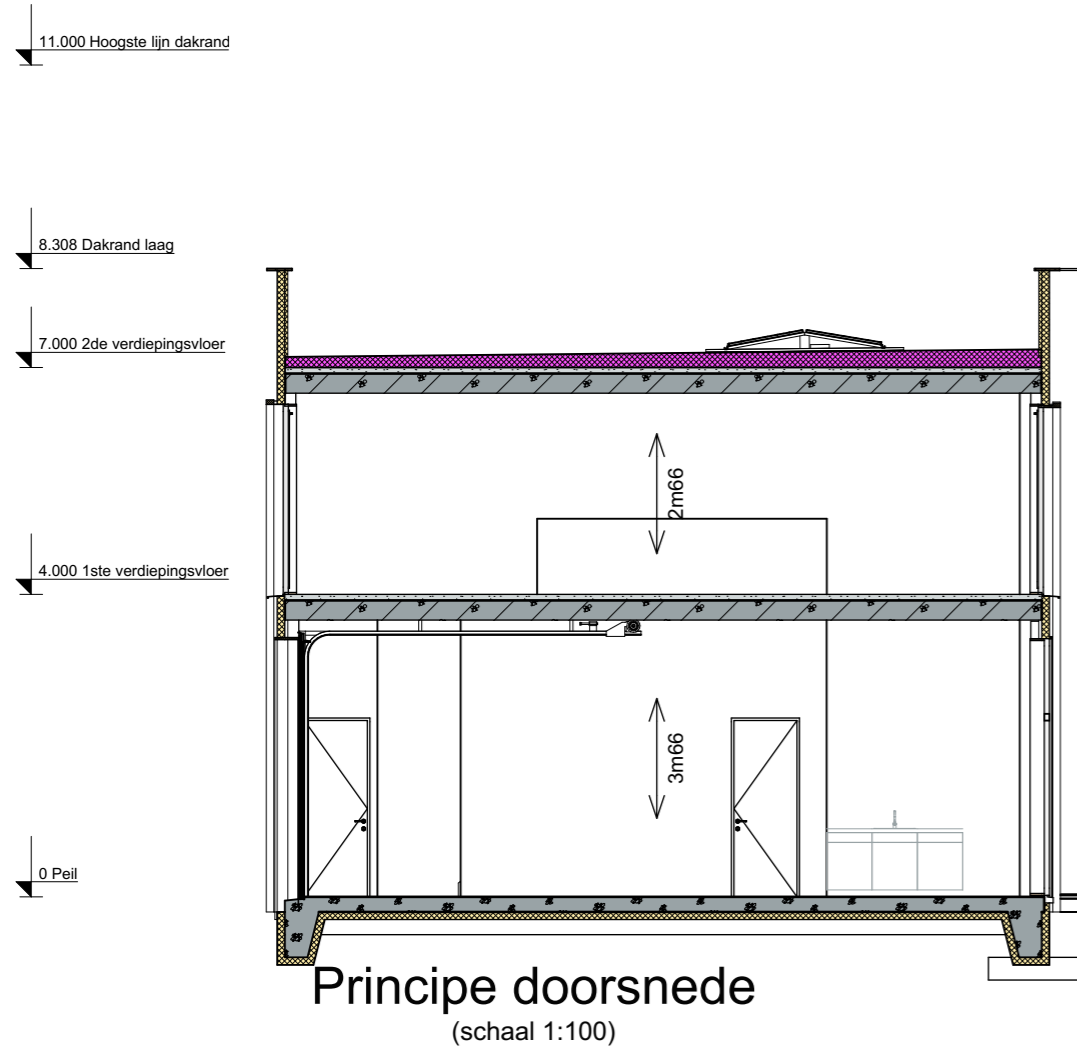 11.000 Hoogste lijn dakrand
8.308 Dakrand laag
7.000 2de verdiepingsvloer
2m66
4.000 1ste verdiepingsvloer
3m66
0 Peil
Principe doorsnede
(schaal 1:100)